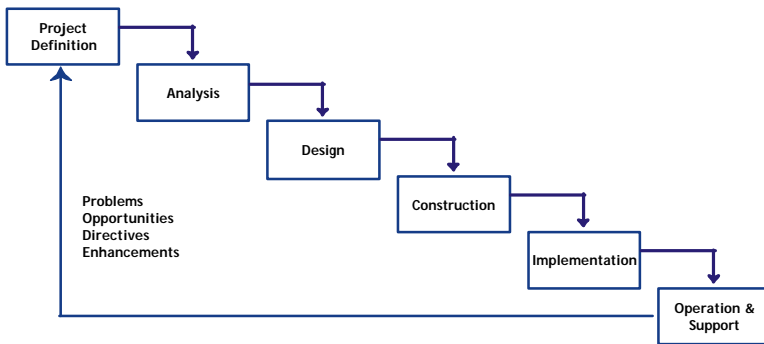 Project
Definition
Analysis
Design
Construction
Implementation
Operation &
Support
Problems
Opportunities
Directives
Enhancements